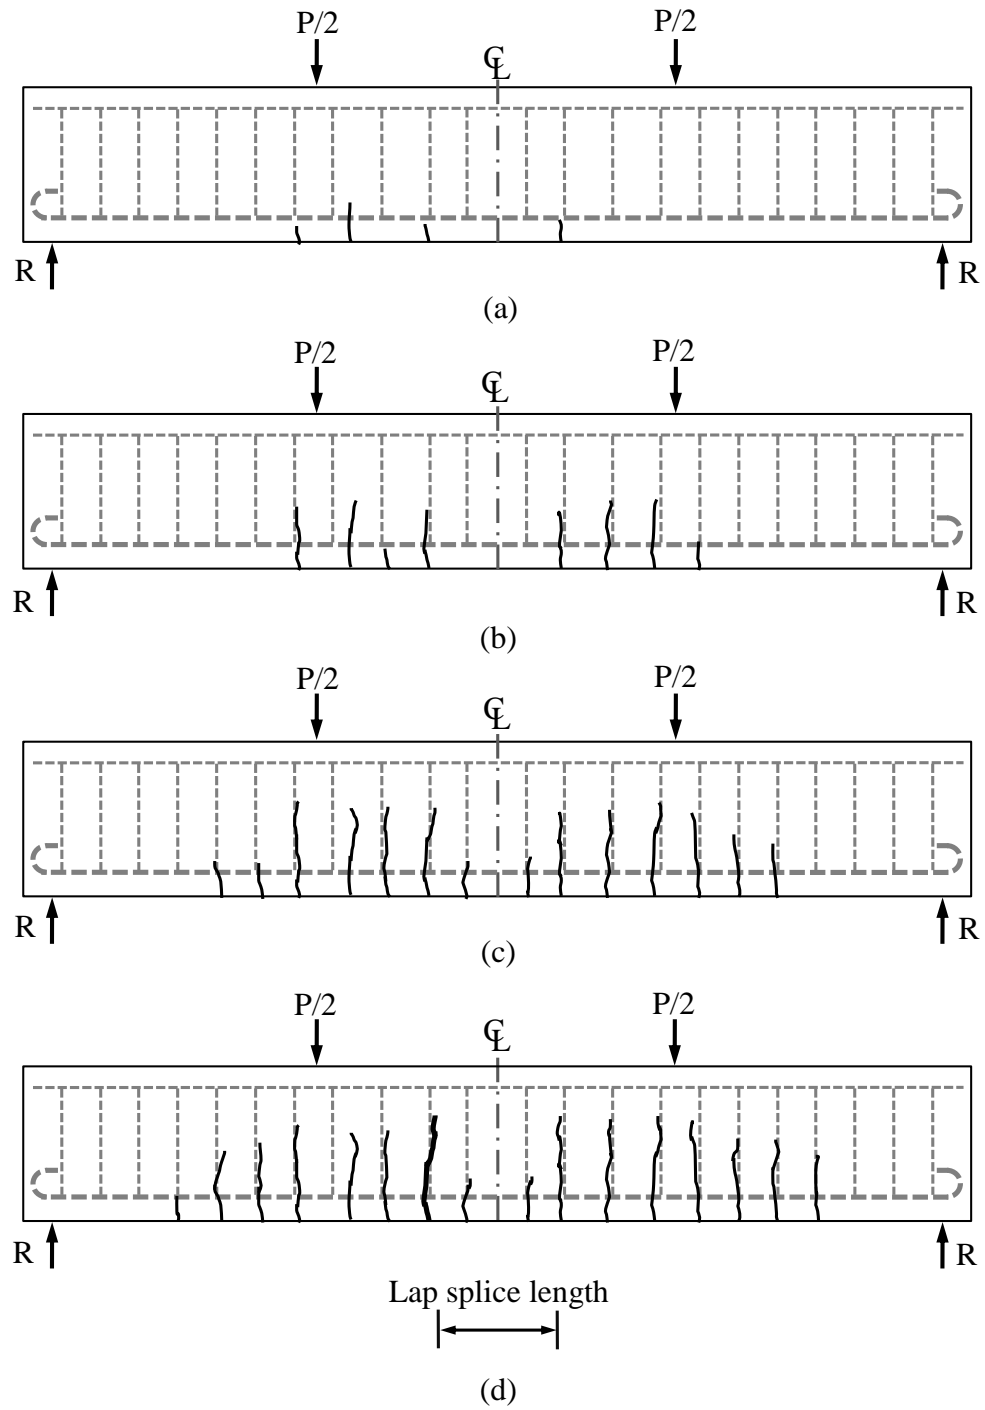 P/2 P/2
℄
R R
(a)
P/2 P/2
℄
R R
(b)
P/2 P/2
℄
R R
(c)
P/2 P/2
℄
R R
Lap splice length
(d)